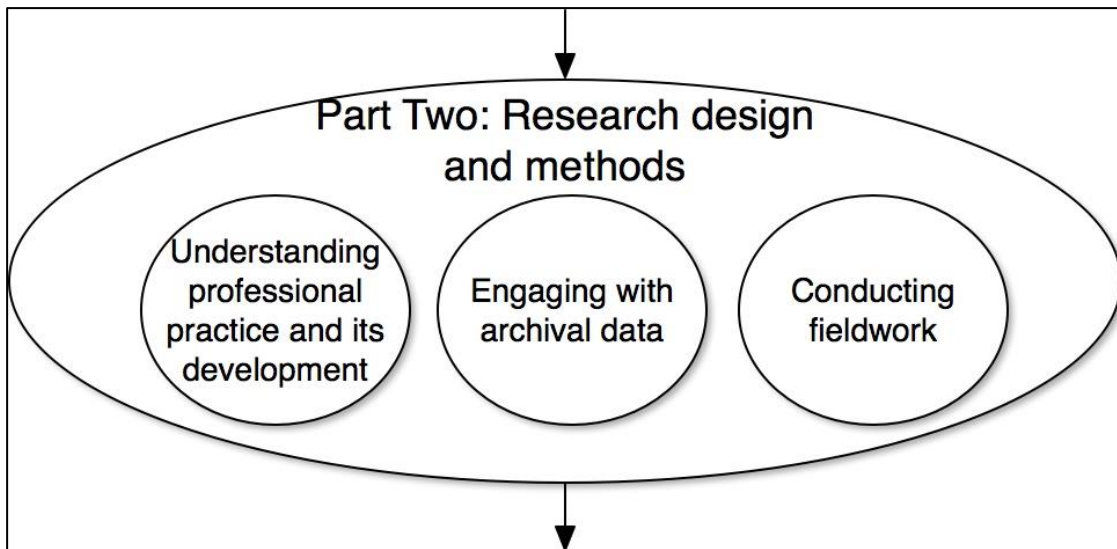 Part Two: Research design
and methods
Understanding
professional
practice and its
development
Engaging with
archival data
Conducting
fieldwork